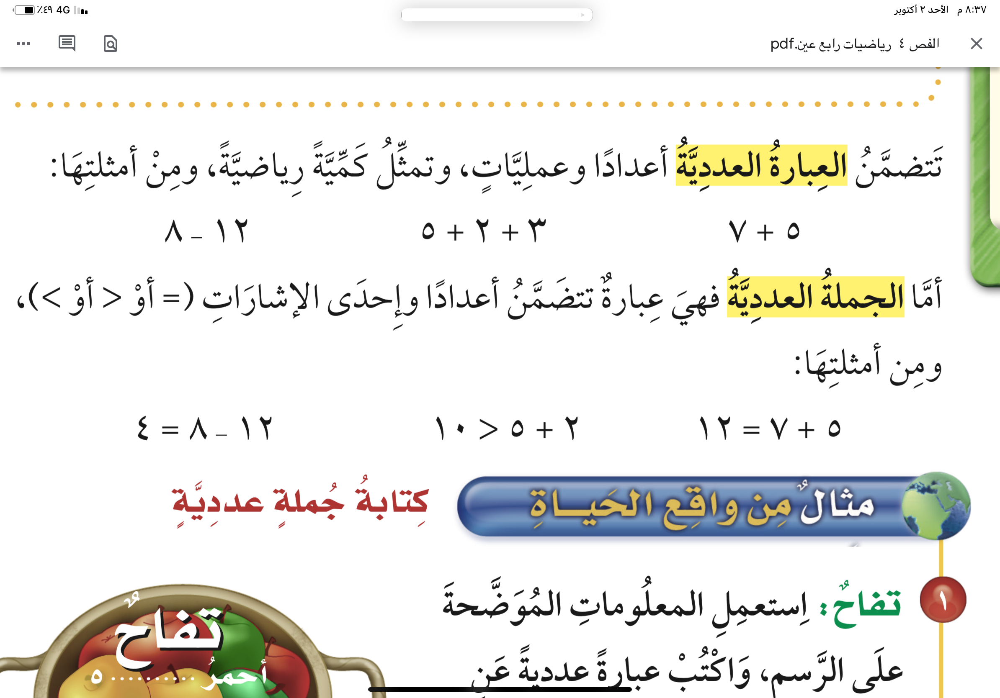 ٨:٣٧ م الأحد ٢ أكتوبر
٪٤٩ 4G
الفص ٤ رياضيات رابع عين.pdf
تَتضمَّنُ العِبارةُ العدديَّةُ أعدادًا وعملِيَّاتٍ، وتمثِّلُ كَمِّيَّةً رِياضيَّةً، ومِنْ أمثلتِهَا:
٥ + ٧
٣ + ٢ + ٥
١٢ - ٨
أمَّا الجملةُ العدديَّةُ فهيَ عِبارةٌ تتضَمَّنُ أعدادًا وإِحدَى الإشارَاتِ (= أوْ > أوْ <)،
ومِن أمثلتِهَا:
٥ + ٧ = ١٢
٢ + ٥ < ١٠
١٢ - ٨ = ٤
مثالٌ مِن واقِع الحَيـاةِ
كِتابةُ جُملةٍ عددِيَّةٍ
١
تفاحٌ: اِستعمِلِ المعلُوماتِ المُوَضَّحةَ
علَى الرَّسم، وَاكْتُبْ عبارةً عدديةً عَنِ
تفاحٌ
أحمرُ .......... ٥